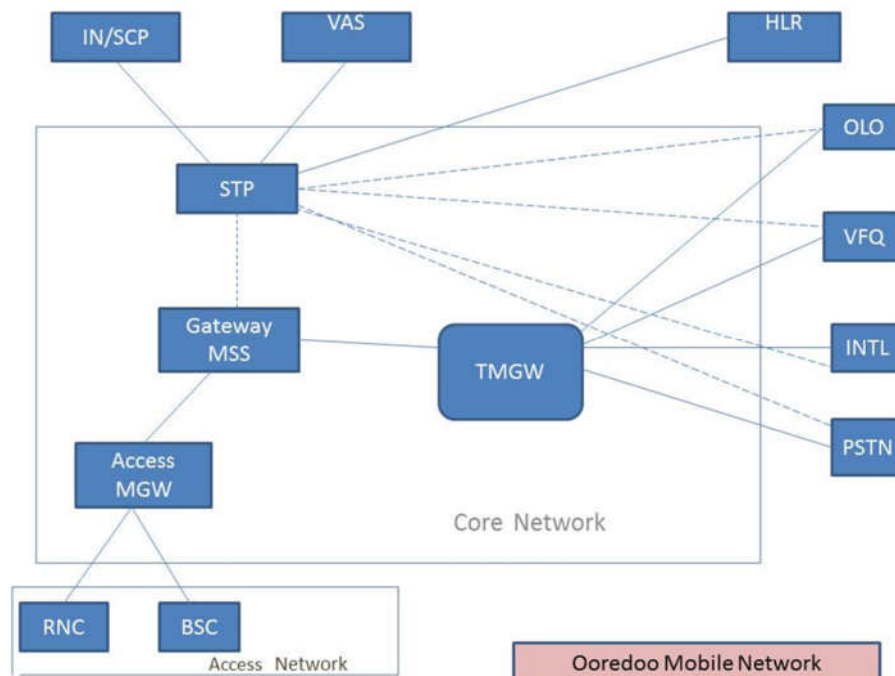 IN/SCP
VAS
HLR
OLO
STP
VFQ
Gateway
MSS
TMGW
INTL
PSTN
Access
MGW
Core Network
RNC
BSC
Access Network
Ooredoo Mobile Network